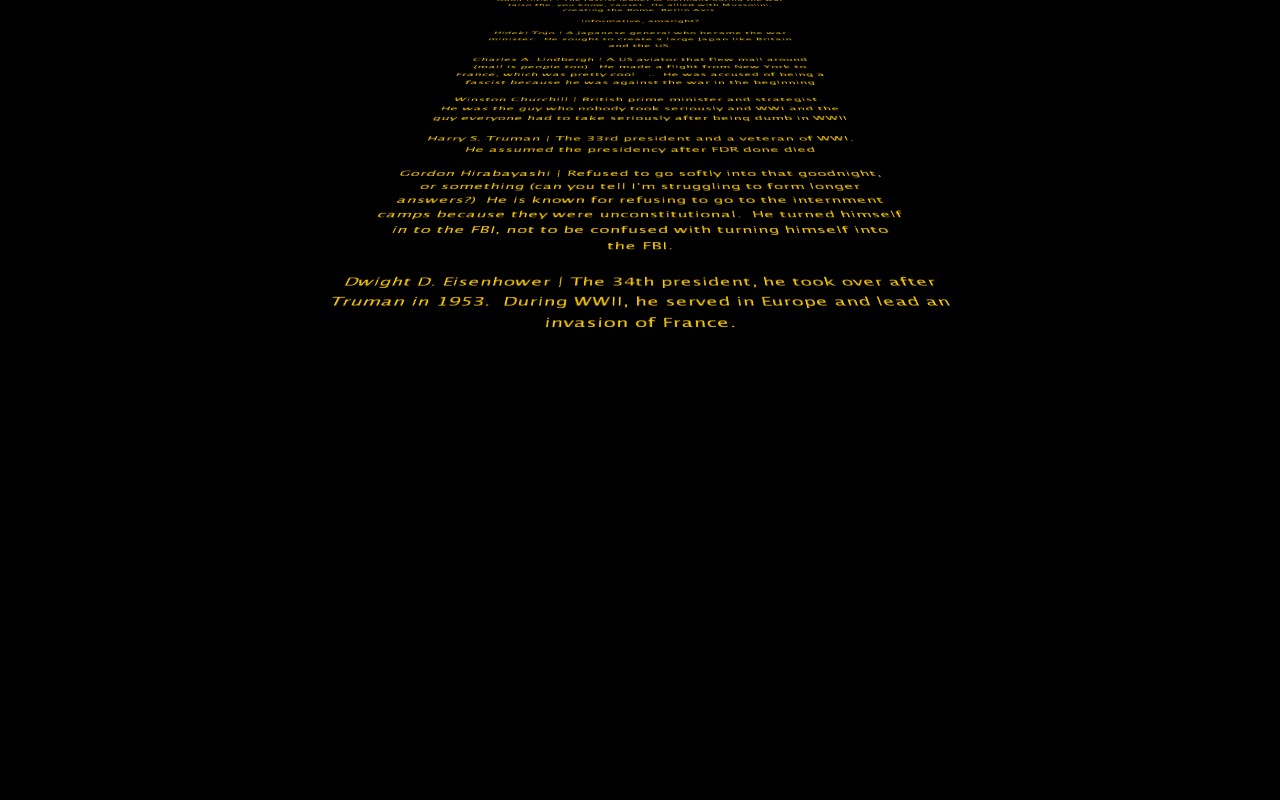 (also the, you know, cause). He allied with Mussolini,
creating the Rome-Berlin Axis
Informative, amaright?
Hideki Tojo | A Japanese general who became the war
minister. He sought to create a large Japan like Britain
and the US.
Charles A. Lindbergh | A US aviator that flew mail around
(mail is people too). He made a flight from New York to
France, which was pretty cool ... He was accused of being a
fascist because he was against the war in the beginning
Winston Churchill | British prime minister and strategist.
He was the guy who nobody took seriously and WWI and the
guy everyone had to take seriously after being dumb in WWII
Harry S. Truman | The 33rd president and a veteran of WWI.
He assumed the presidency after FDR done died
Gordon Hirabayashi | Refused to go softly into that goodnight,
or something (can you tell I'm struggling to form longer
answers?) He is known for refusing to go to the internment
camps because they were unconstitutional. He turned himself
in to the FBI, not to be confused with turning himself into
the FBI.
Dwight D. Eisenhower | The 34th president, he took over after
Truman in 1953. During WWII, he served in Europe and lead an
invasion of France.